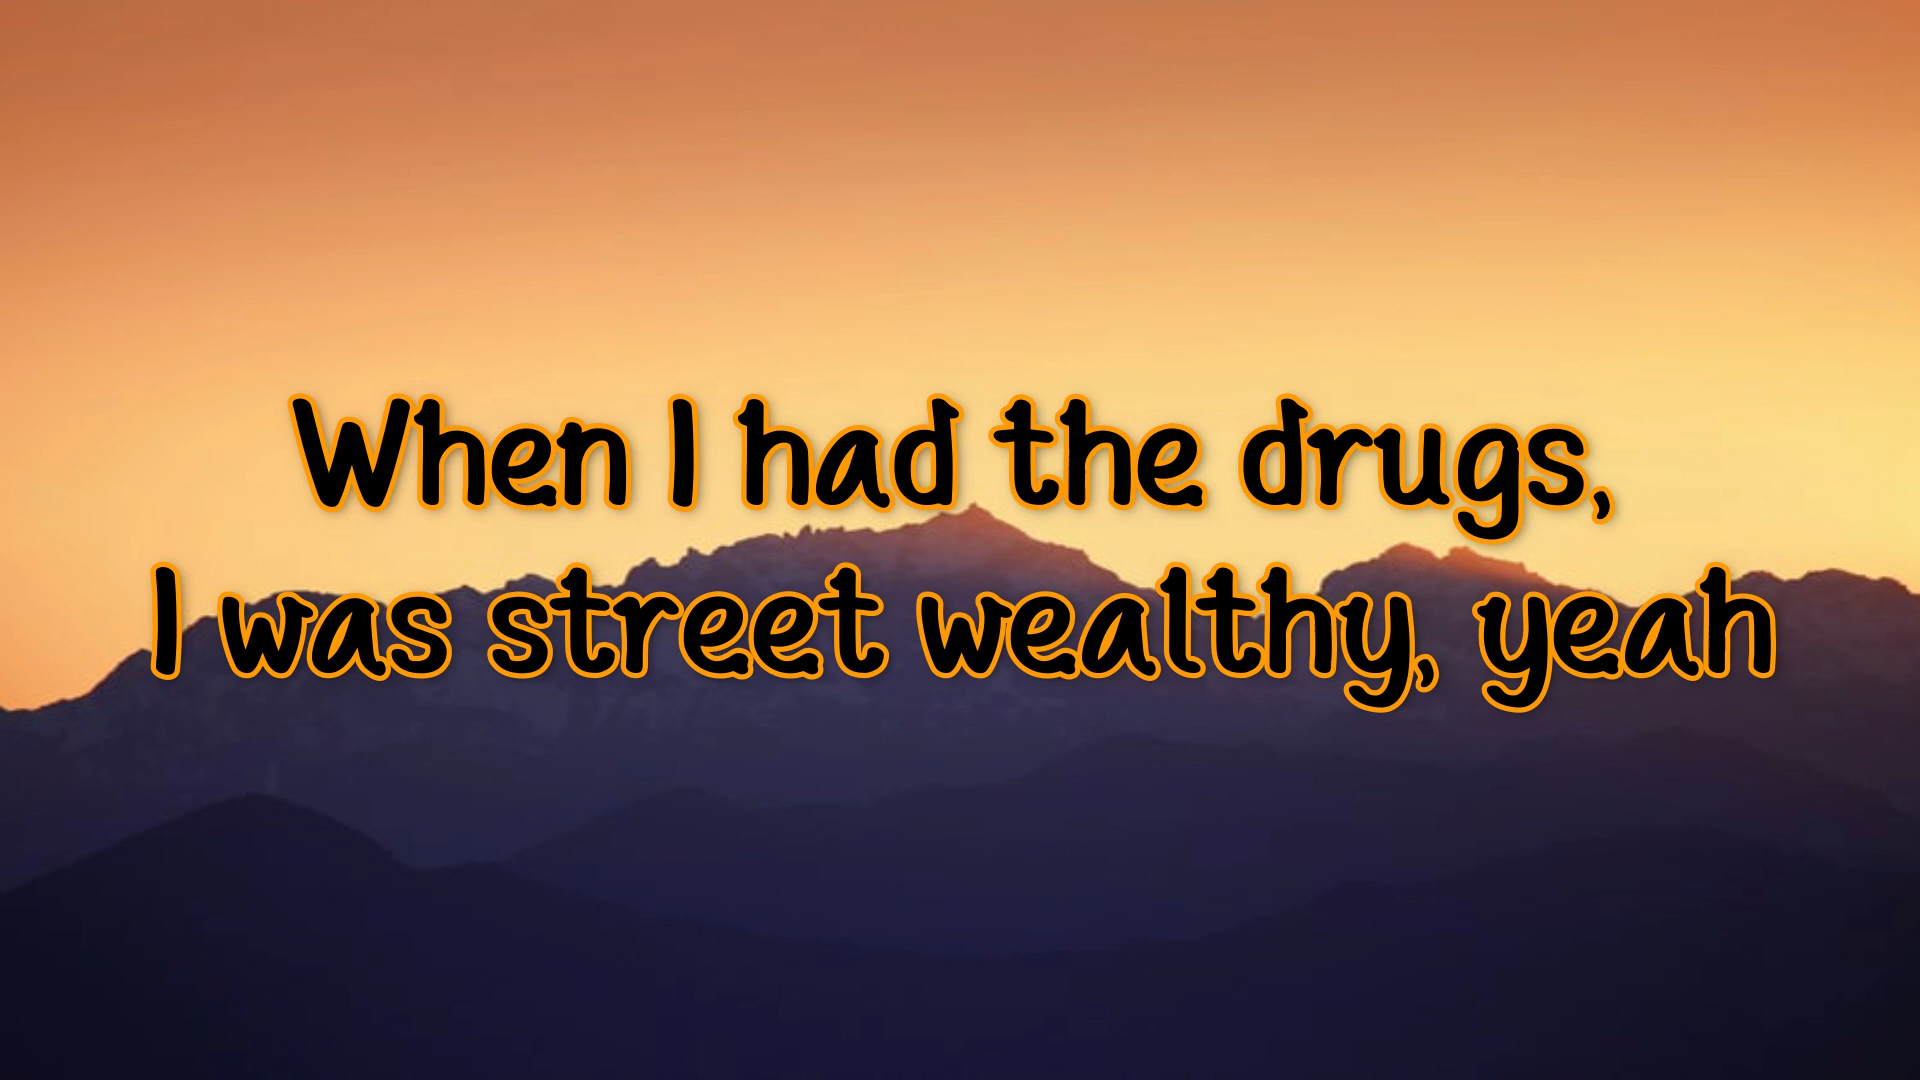 When I had the drugs,
I was street wealthy, yeah